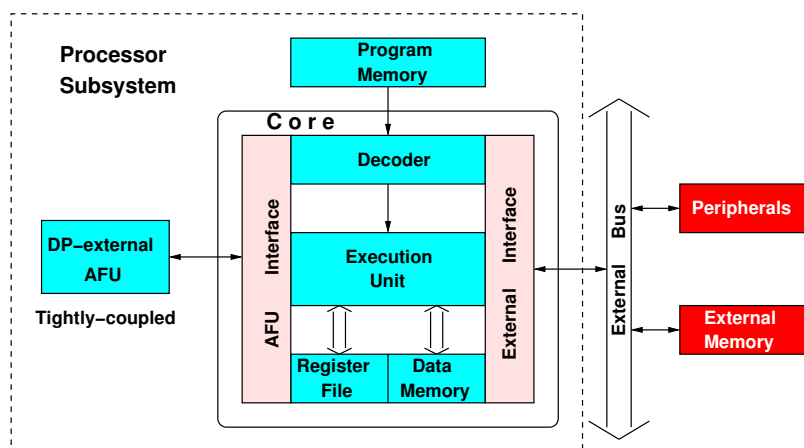 Processor
Subsystem
Program
Memory
Core
Decoder
AFU Interface
Execution
Unit
External Interface
Register
File
Data
Memory
DP-external
AFU
Tightly-coupled
External Bus
Peripherals
External
Memory